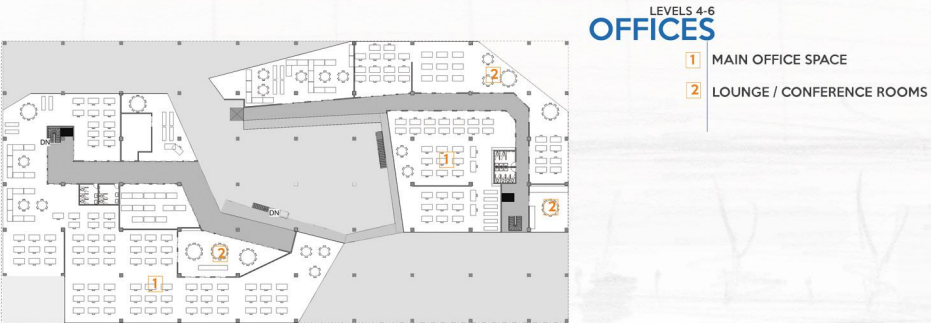 LEVELS 4-6
OFFICES
1 MAIN OFFICE SPACE
2 LOUNGE / CONFERENCE ROOMS
2
DN
1
2
DN
2
1